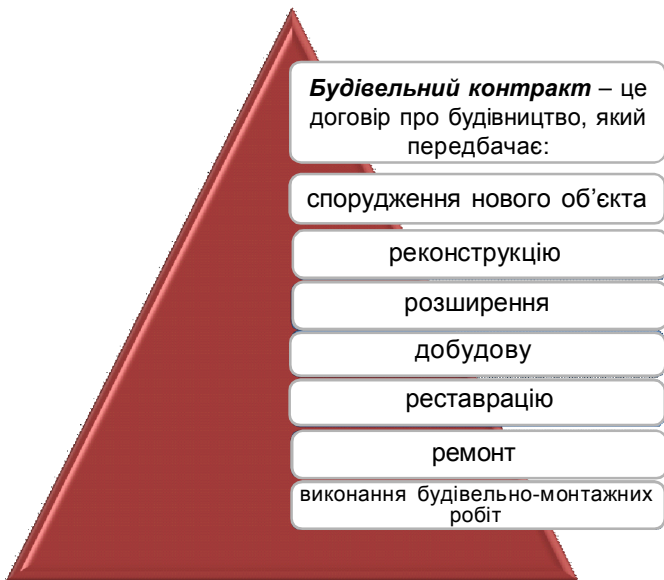 Будівельний контракт – це
договір про будівництво, який
передбачає:
спорудження нового об’єкта
реконструкцію
розширення
добудову
реставрацію
ремонт
виконання будівельно-монтажних
робіт